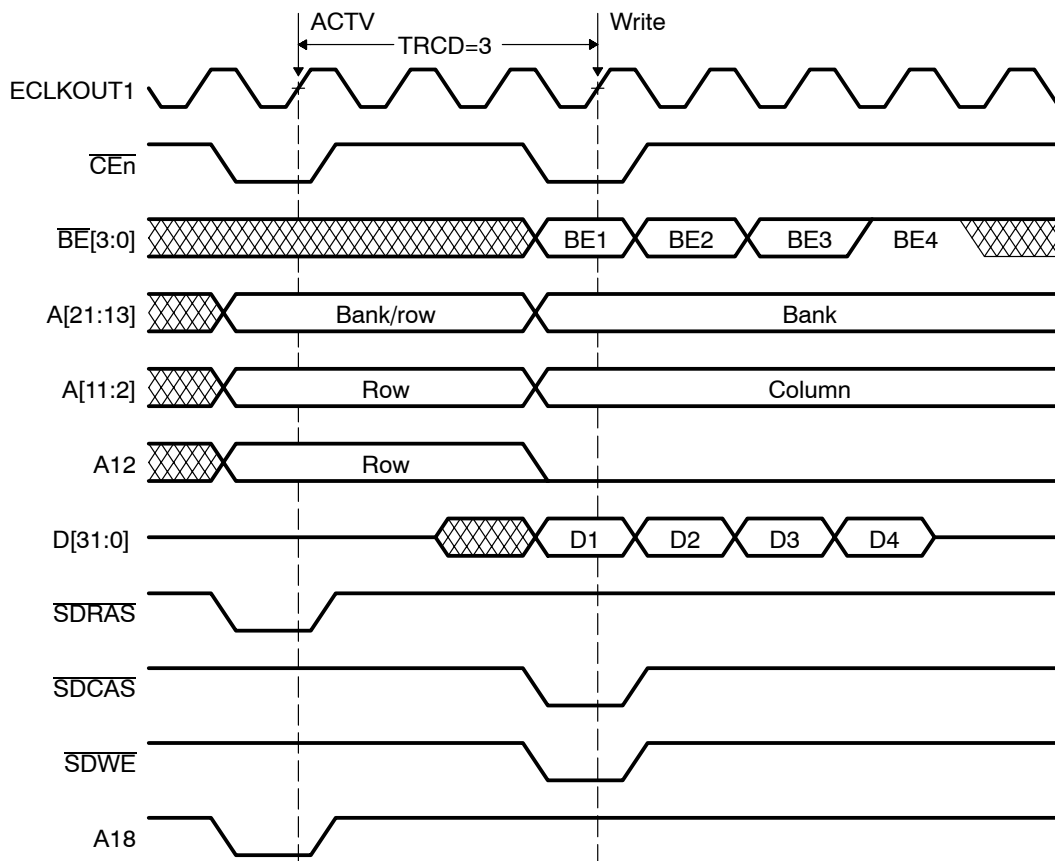 ACTV Write
TRCD=3
ECLKOUT1
CEn
BE[3:0] BE1 BE2 BE3 BE4
A[21:13] Bank/row Bank
A[11:2] Row Column
A12 Row
D[31:0] D1 D2 D3 D4
SDRAS
SDCAS
SDWE
A18